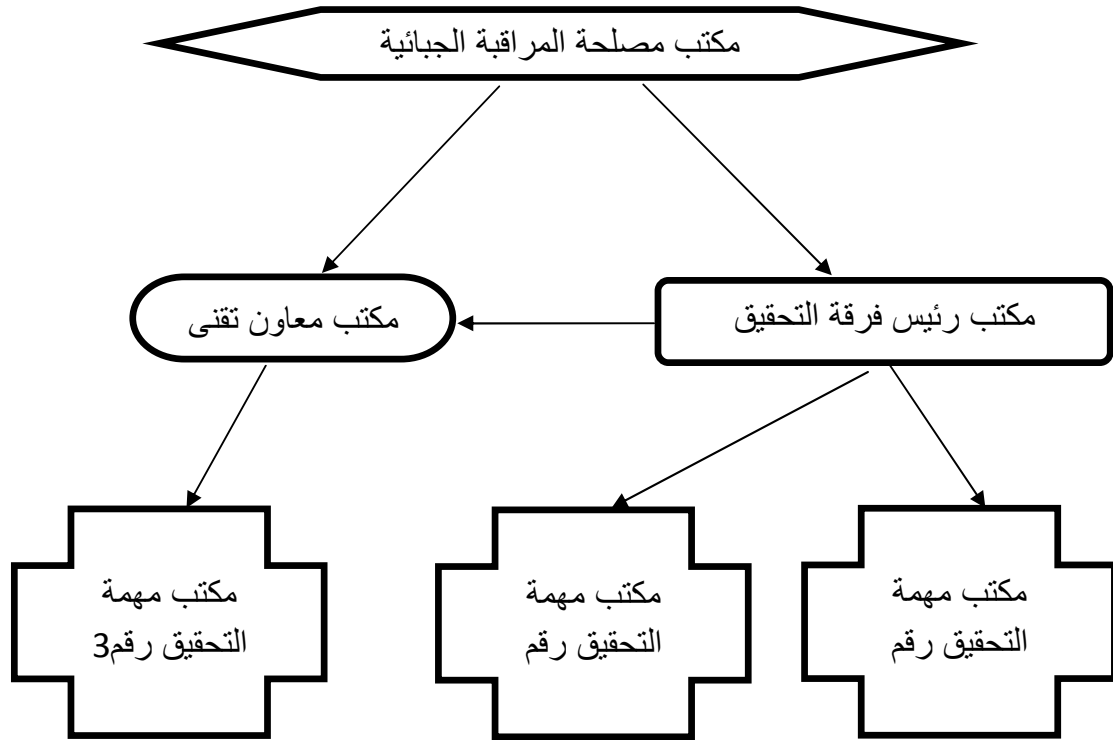 مكتب مصلحة المراقبة الجبائية
مكتب رئيس فرقة التحقيق
مكتب معاون تقنى
مكتب مهمة
التحقيق رقم
مكتب مهمة
التحقيق رقم
مكتب مهمة
التحقيق رقم3